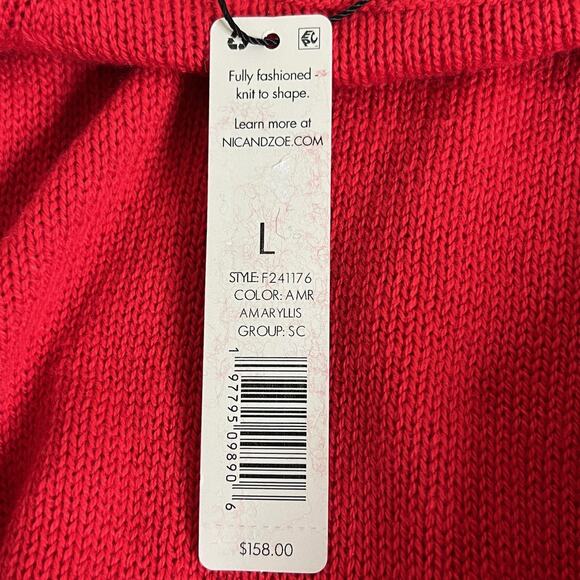 Fully fashioned -
knit to shape.
Learn more at
NICANDZOE.COM
L
STYLE: F241176
COLOR: AMR
AMARYLLIS
GROUP: SC
1 97795 09890 6
$158.00